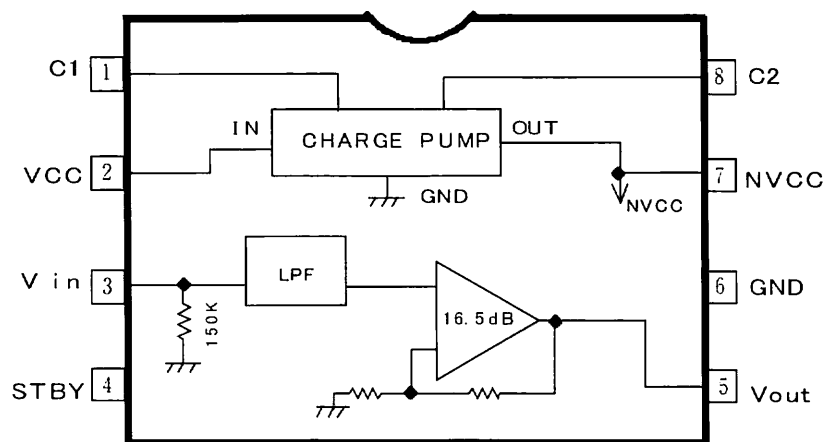 C1 1
8 C2
IN
CHARGE PUMP
OUT
VCC 2
7 NVCC
GND
NVCC
Vin 3
LPF
6 GND
150K
16.5dB
STBY 4
5 Vout